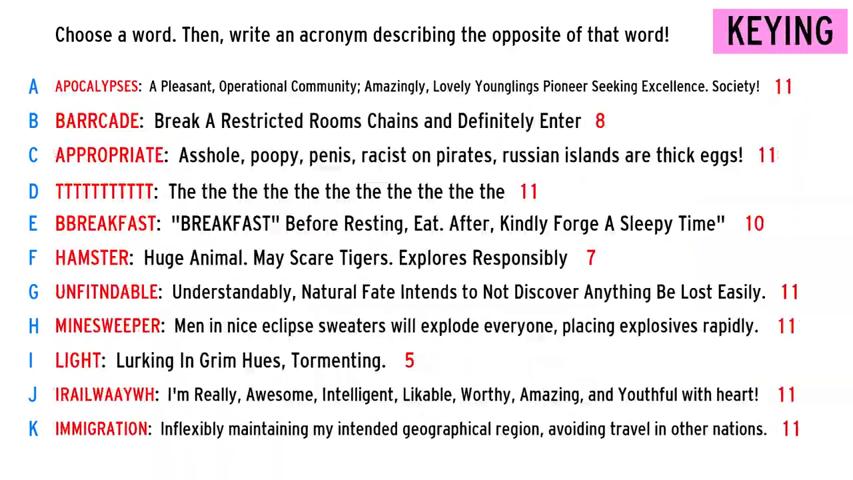 Choose a word. Then, write an acronym describing the opposite of that word!
KEYING
A APOCALYPSES: A Pleasant, Operational Community; Amazingly, Lovely Younglings Pioneer Seeking Excellence. Society! 11
B BARRCADE: Break A Restricted Rooms Chains and Definitely Enter 8
C APPROPRIATE: Asshole, poopy, penis, racist on pirates, russian islands are thick eggs! 11
D TTTTTTTTTTT: The the the the the the the the the the the 11
E BBREAKFAST: "BREAKFAST" Before Resting, Eat. After, Kindly Forge A Sleepy Time" 10
F HAMSTER: Huge Animal. May Scare Tigers. Explores Responsibly 7
G UNFITNDABLE: Understandably, Natural Fate Intends to Not Discover Anything Be Lost Easily. 11
H MINESWEEPER: Men in nice eclipse sweaters will explode everyone, placing explosives rapidly. 11
I LIGHT: Lurking In Grim Hues, Tormenting. 5
J IRAILWAAYWH: I'm Really, Awesome, Intelligent, Likable, Worthy, Amazing, and Youthful with heart! 11
K IMMIGRATION: Inflexibly maintaining my intended geographical region, avoiding travel in other nations. 11